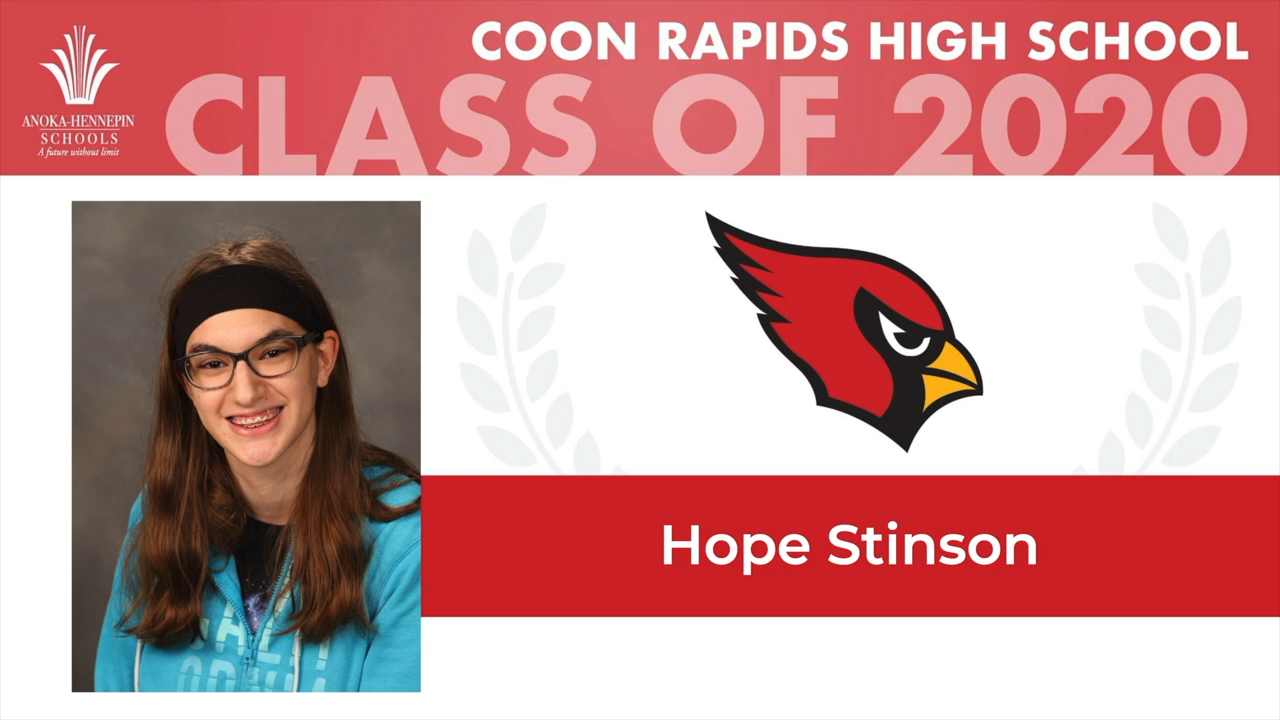 COON RAPIDS HIGH SCHOOL
CLASS OF 2020
ANOKA-HENNEPIN
SCHOOLS
A future without limit
Hope Stinson